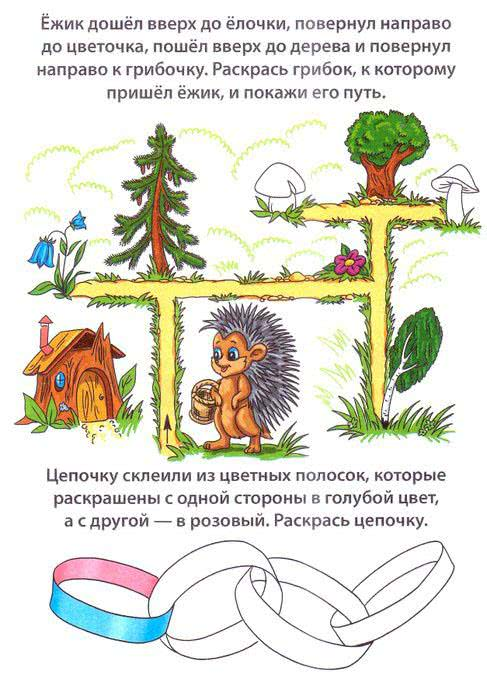 Ёжик дошёл вверх до ёлочки, повернул направо
до цветочка, пошёл вверх до дерева и повернул
направо к грибочку. Раскрась грибок, к которому
пришёл ёжик, и покажи его путь.
Цепочку склеили из цветных полосок, которые
раскрашены с одной стороны в голубой цвет,
а с другой — в розовый. Раскрась цепочку.